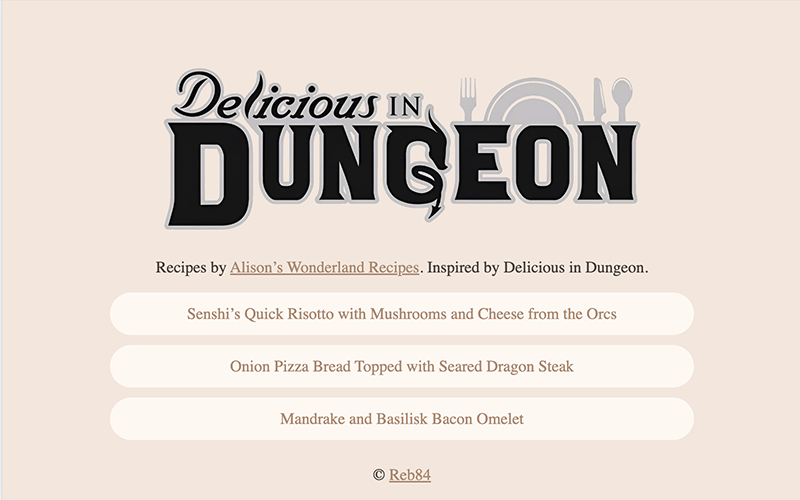 Delicious IN
DUNGEON
Recipes by Alison’s Wonderland Recipes. Inspired by Delicious in Dungeon.
Senshi’s Quick Risotto with Mushrooms and Cheese from the Orcs
Onion Pizza Bread Topped with Seared Dragon Steak
Mandrake and Basilisk Bacon Omelet
© Reb84